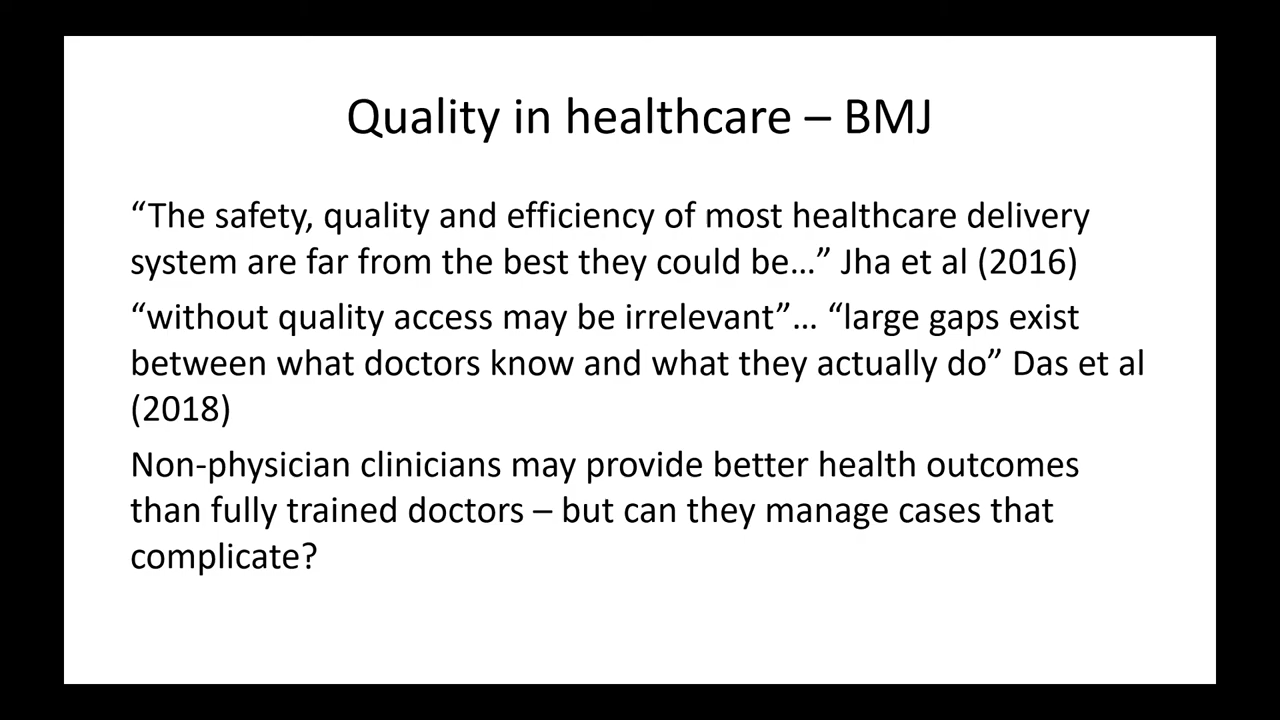 Quality in healthcare – BMJ
“The safety, quality and efficiency of most healthcare delivery
system are far from the best they could be…” Jha et al (2016)
“without quality access may be irrelevant”… “large gaps exist
between what doctors know and what they actually do” Das et al
(2018)
Non-physician clinicians may provide better health outcomes
than fully trained doctors – but can they manage cases that
complicate?